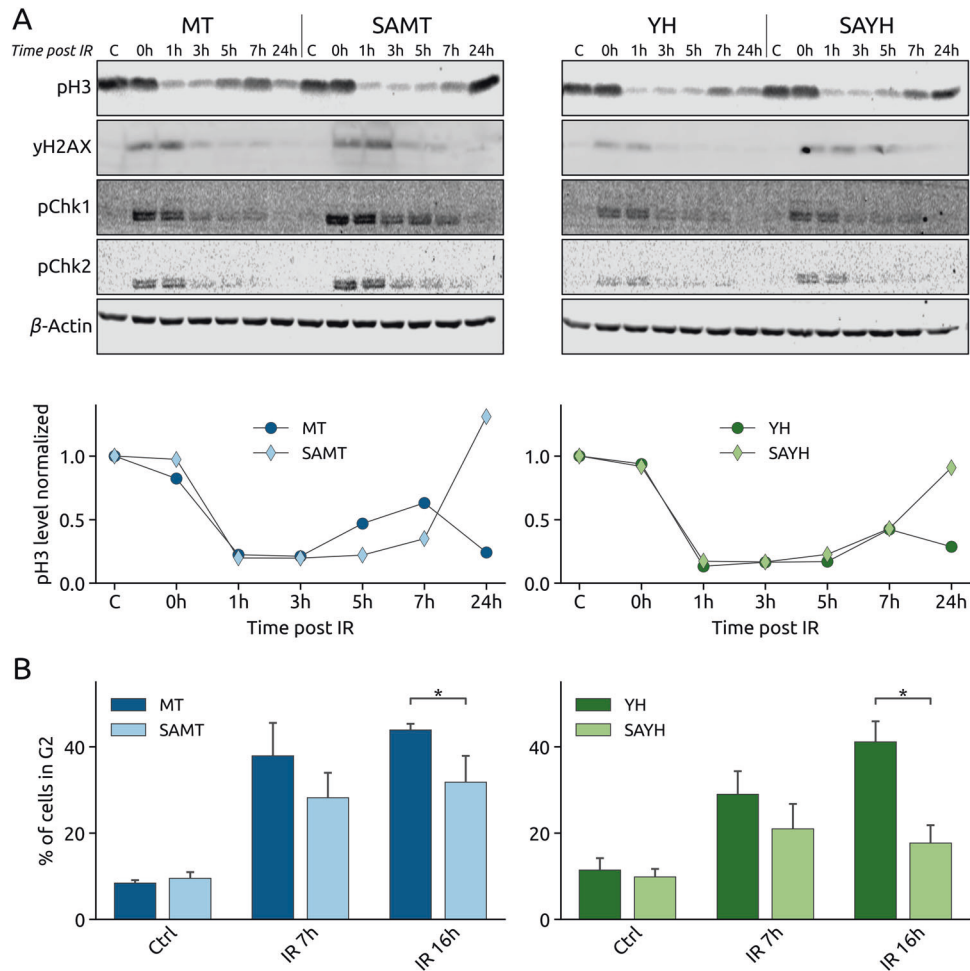 A
MT SAMT YH SAYH
Time post IR C 0h 1h 3h 5h 7h 24h C 0h 1h 3h 5h 7h 24h C 0h 1h 3h 5h 7h 24h C 0h 1h 3h 5h 7h 24h
pH3
yH2AX
pChk1
pChk2
β-Actin
pH3 level normalized
1.0
0.5
0.0
MT
SAMT
C 0h 1h 3h 5h 7h 24h
Time post IR
1.0
0.5
0.0
YH
SAYH
C 0h 1h 3h 5h 7h 24h
Time post IR
B
% of cells in G2
40
20
0
MT
SAMT
*
Ctrl IR 7h IR 16h
40
20
0
YH
SAYH
*
Ctrl IR 7h IR 16h